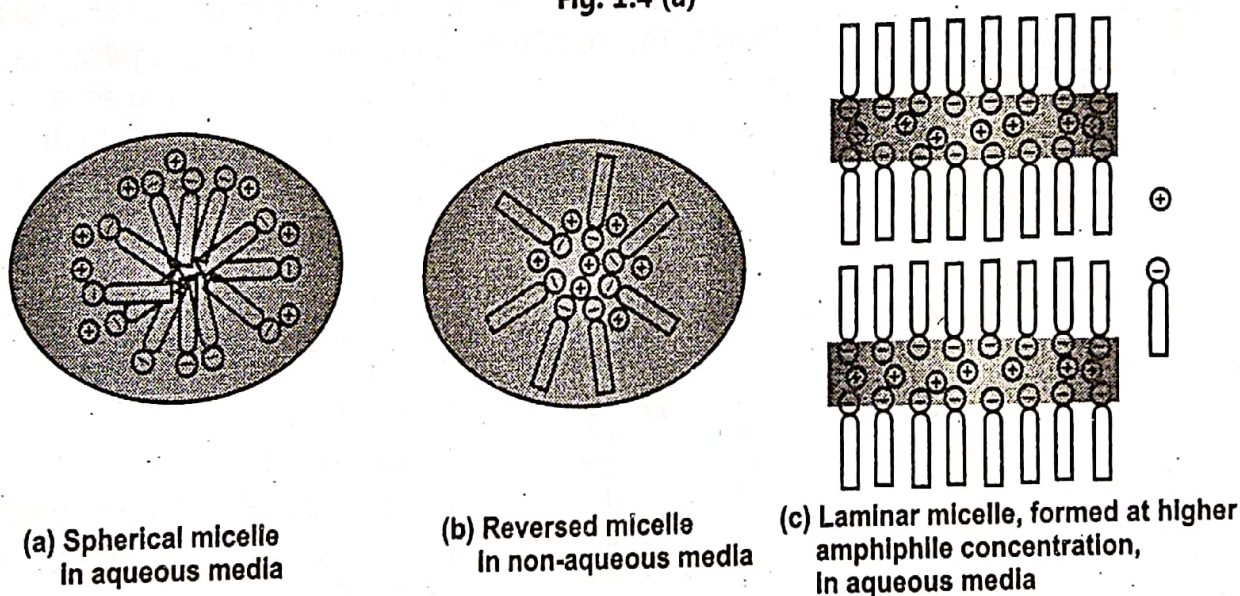 Fig. 1.4 (a)
(a) Spherical micelle
in aqueous media
(b) Reversed micelle
in non-aqueous media
(c) Laminar micelle, formed at higher
amphiphile concentration,
in aqueous media